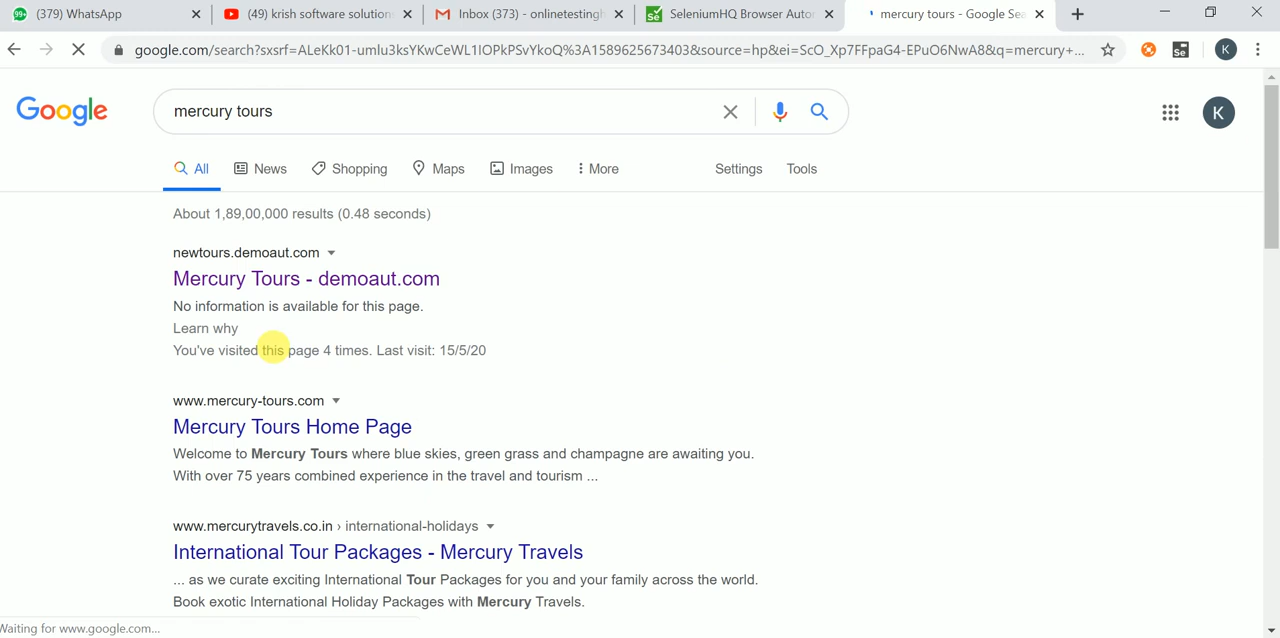 (379) WhatsApp
(49) krish software solution
Inbox (373) - onlinetestingh
SeleniumHQ Browser Autor
mercury tours - Google Sea
google.com/search?sxsrf=ALeKk01-umlu3ksYKwCeWL1IOPkPSvYkoQ%3A1589625673403&source=hp&ei=ScO_Xp7FFpaG4-EPuO6NwA8&q=mercury+...
K
Google
mercury tours
K
All News Shopping Maps Images More Settings Tools
About 1,89,00,000 results (0.48 seconds)
newtours.demoaut.com
Mercury Tours - demoaut.com
No information is available for this page.
Learn why
You've visited this page 4 times. Last visit: 15/5/20
www.mercury-tours.com
Mercury Tours Home Page
Welcome to Mercury Tours where blue skies, green grass and champagne are awaiting you.
With over 75 years combined experience in the travel and tourism ...
www.mercurytravels.co.in › international-holidays
International Tour Packages - Mercury Travels
... as we curate exciting International Tour Packages for you and your family across the world.
Book exotic International Holiday Packages with Mercury Travels.
Waiting for www.google.com...